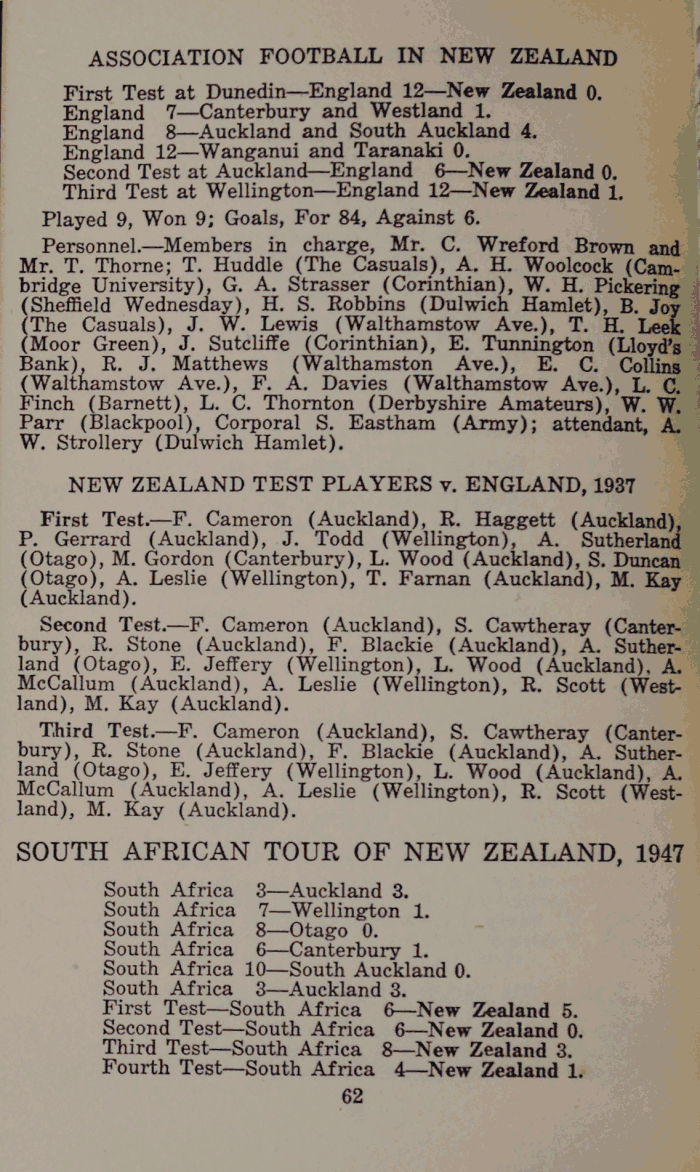 ASSOCIATION FOOTBALL IN NEW ZEALAND
First Test at Dunedin—England 12—New Zealand 0.
England 7—Canterbury and Westland 1.
England 8—Auckland and South Auckland 4.
England 12—Wanganui and Taranaki 0.
Second Test at Auckland—England 6—New Zealand 0.
Third Test at Wellington—England 12—New Zealand 1.
Played 9, Won 9; Goals, For 84, Against 6.
Personnel.—Members in charge, Mr. C. Wreford Brown and
Mr. T. Thorne; T. Huddle (The Casuals), A. H. Woolcock (Cam-
bridge University), G. A. Strasser (Corinthian), W. H. Pickering
(Sheffield Wednesday), H. S. Robbins (Dulwich Hamlet), B. Joy
(The Casuals), J. W. Lewis (Walthamstow Ave.), T. H. Leek
(Moor Green), J. Sutcliffe (Corinthian), E. Tunnington (Lloyd's
Bank), R. J. Matthews (Walthamston Ave.), E. C. Collins
(Walthamstow Ave.), F. A. Davies (Walthamstow Ave.), L. C.
Finch (Barnett), L. C. Thornton (Derbyshire Amateurs), W. W.
Parr (Blackpool), Corporal S. Eastham (Army); attendant, A.
W. Strollery (Dulwich Hamlet).
NEW ZEALAND TEST PLAYERS v. ENGLAND, 1937
First Test.—F. Cameron (Auckland), R. Haggett (Auckland),
P. Gerrard (Auckland), J. Todd (Wellington), A. Sutherland
(Otago), M. Gordon (Canterbury), L. Wood (Auckland), S. Duncan
(Otago), A. Leslie (Wellington), T. Farnan (Auckland), M. Kay
(Auckland).
Second Test.—F. Cameron (Auckland), S. Cawtheray (Canter-
bury), R. Stone (Auckland), F. Blackie (Auckland), A. Suther-
land (Otago), E. Jeffery (Wellington), L. Wood (Auckland), A.
McCallum (Auckland), A. Leslie (Wellington), R. Scott (West-
land), M. Kay (Auckland).
Third Test.—F. Cameron (Auckland), S. Cawtheray (Canter-
bury), R. Stone (Auckland), F. Blackie (Auckland), A. Suther-
land (Otago), E. Jeffery (Wellington), L. Wood (Auckland), A.
McCallum (Auckland), A. Leslie (Wellington), R. Scott (West-
land), M. Kay (Auckland).
SOUTH AFRICAN TOUR OF NEW ZEALAND, 1947
South Africa 3—Auckland 3.
South Africa 7—Wellington 1.
South Africa 8—Otago 0.
South Africa 6—Canterbury 1.
South Africa 10—South Auckland 0.
South Africa 3—Auckland 3.
First Test—South Africa 6—New Zealand 5.
Second Test—South Africa 6—New Zealand 0.
Third Test—South Africa 8—New Zealand 3.
Fourth Test—South Africa 4—New Zealand 1.
62